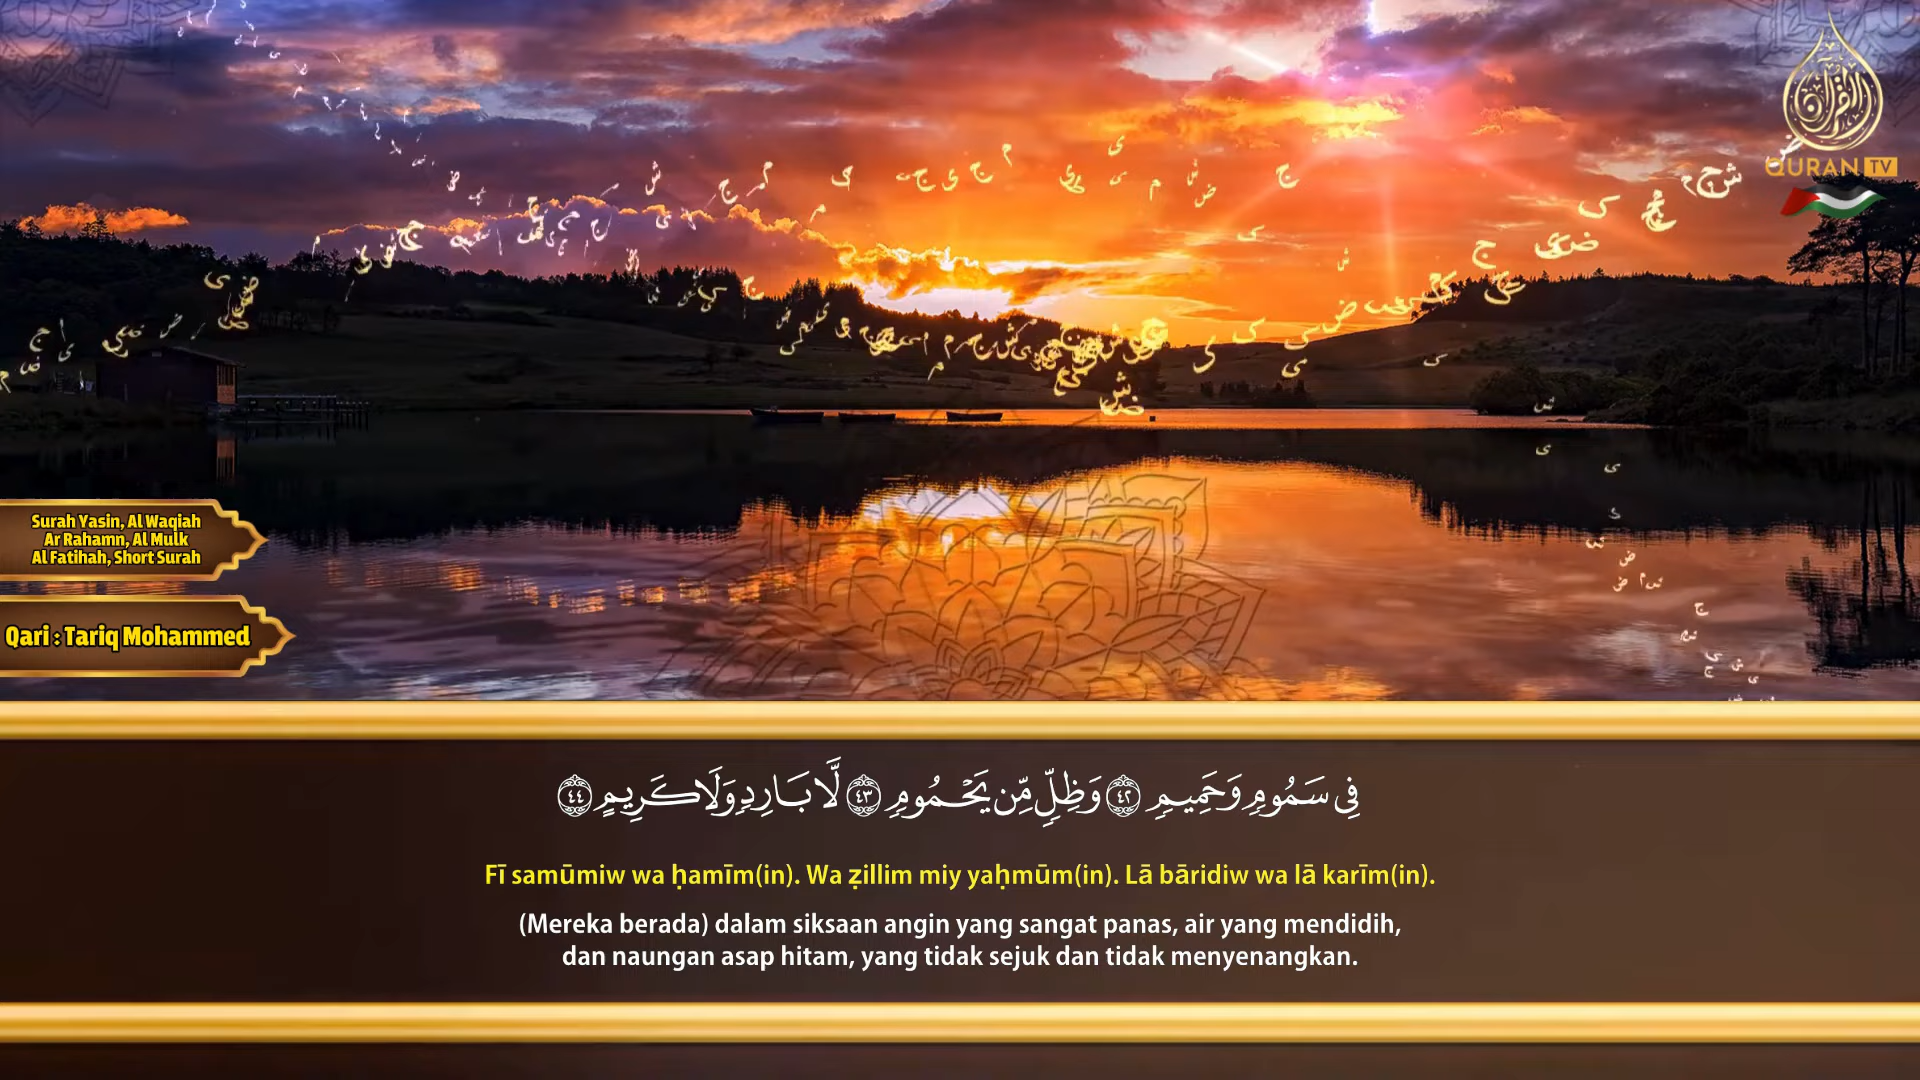 القرآن
QURAN TV
Surah Yasin, Al Waqiah
Ar Rahamn, Al Mulk
Al Fatihah, Short Surah
Qari : Tariq Mohammed
فِي سَمُومٍ وَحَمِيمٍ ٤٢ وَظِلٍّ مِّن يَحْمُومٍ ٤٣ لَّا بَارِدٍ وَلَا كَرِيمٍ ٤٤
Fī samūmiw wa ḥamīm(in). Wa ẓillim miy yaḥmūm(in). Lā bāridiw wa lā karīm(in).
(Mereka berada) dalam siksaan angin yang sangat panas, air yang mendidih,
dan naungan asap hitam, yang tidak sejuk dan tidak menyenangkan.